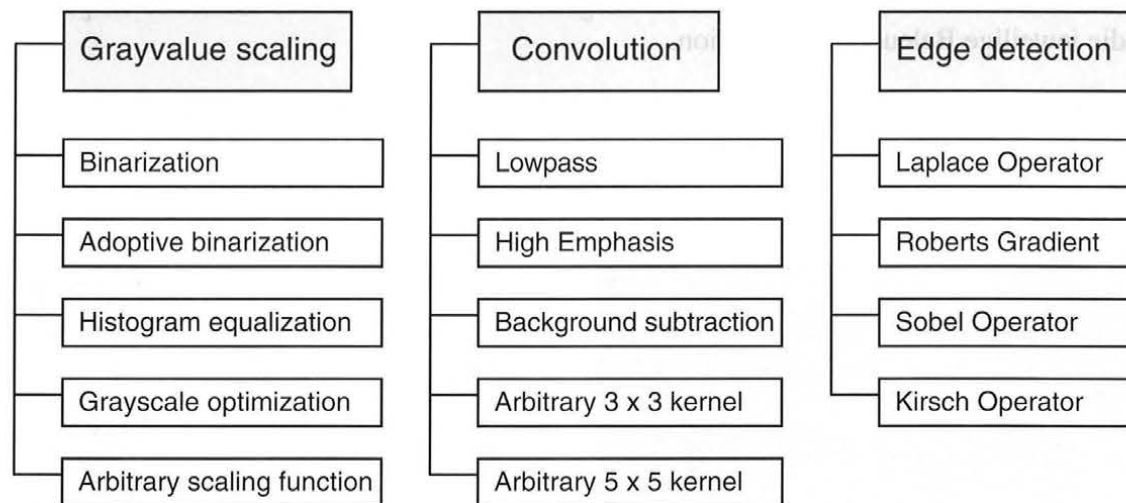 Grayvalue scaling
Binarization
Adoptive binarization
Histogram equalization
Grayscale optimization
Arbitrary scaling function
Convolution
Lowpass
High Emphasis
Background subtraction
Arbitrary 3 x 3 kernel
Arbitrary 5 x 5 kernel
Edge detection
Laplace Operator
Roberts Gradient
Sobel Operator
Kirsch Operator